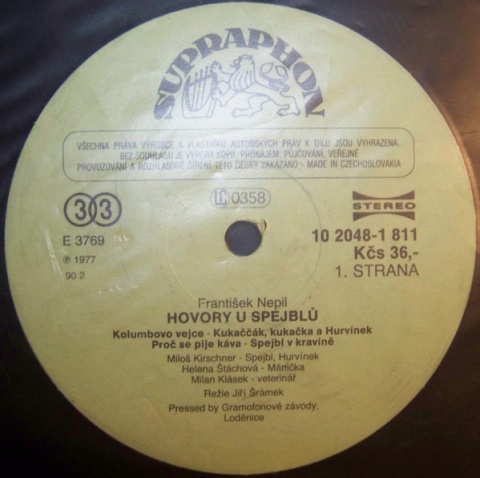 SUPRAPHON
VŠECHNA PRÁVA VÝROBCE A VLASTNÍKŮ AUTORSKÝCH PRÁV K DÍLU JSOU VYHRAZENA.
BEZ SOUHLASU JE VÝROBA KOPIÍ, PRONÁJEM, PŮJČOVÁNÍ, VEŘEJNÉ
PROVOZOVÁNÍ A ROZHLASOVÉ ŠÍŘENÍ TÉTO DESKY ZAKÁZÁNO - MADE IN CZECHOSLOVAKIA
33
LC 0358
STEREO
E 3769
℗ 1977
90 2
10 2048-1 811
Kčs 36,-
1. STRANA
František Nepil
HOVORY U SPEJBLŮ
Kolumbovo vejce - Kukaččák, kukačka a Hurvínek
Proč se pije káva - Spejbl v kravíně
Miloš Kirschner - Spejbl, Hurvínek
Helena Štáchová - Mánička
Milan Klásek - veterinář
Režie Jiří Šrámek
Pressed by Gramofonové závody,
Loděnice